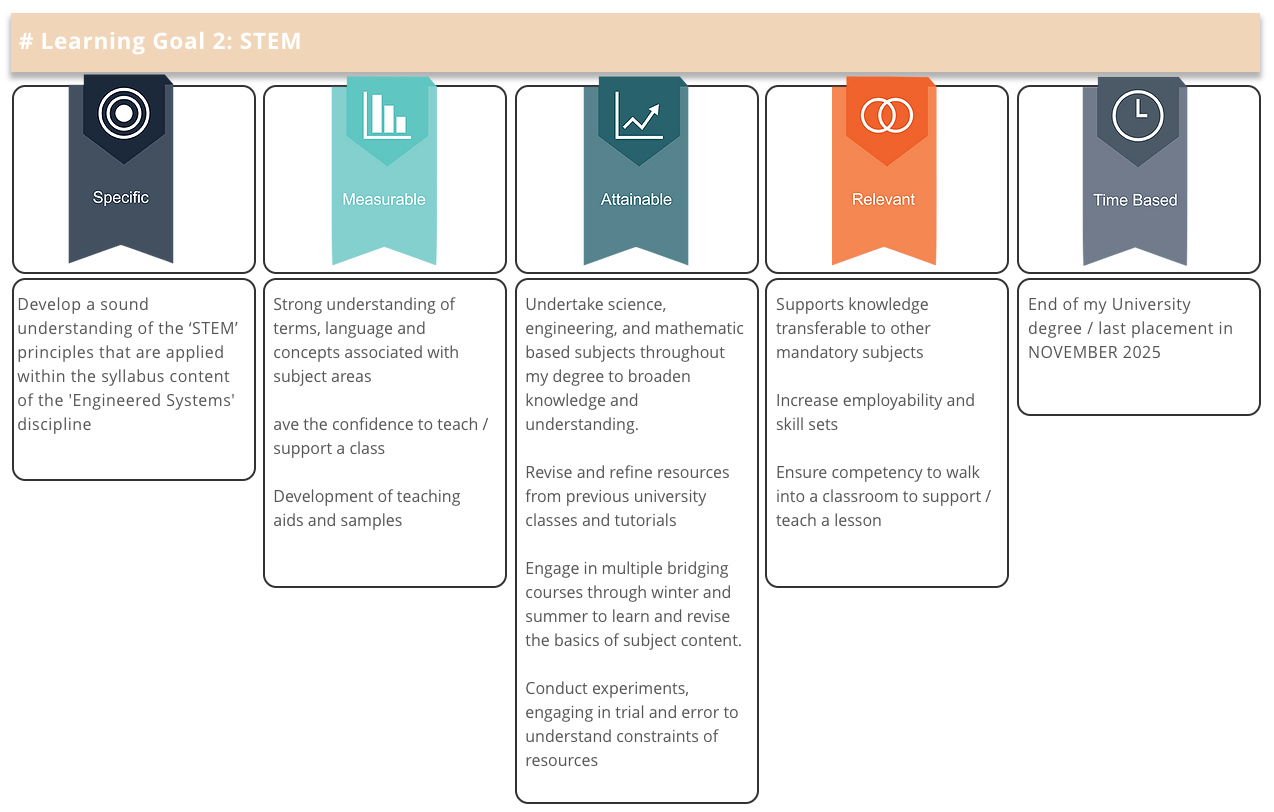 # Learning Goal 2: STEM
Specific
Measurable
Attainable
Relevant
Time Based
Develop a sound
understanding of the ‘STEM’
principles that are applied
within the syllabus content
of the 'Engineered Systems'
discipline
Strong understanding of
terms, language and
concepts associated with
subject areas
ave the confidence to teach /
support a class
Development of teaching
aids and samples
Undertake science,
engineering, and mathematic
based subjects throughout
my degree to broaden
knowledge and
understanding.
Revise and refine resources
from previous university
classes and tutorials
Engage in multiple bridging
courses through winter and
summer to learn and revise
the basics of subject content.
Conduct experiments,
engaging in trial and error to
understand constraints of
resources
Supports knowledge
transferable to other
mandatory subjects
Increase employability and
skill sets
Ensure competency to walk
into a classroom to support /
teach a lesson
End of my University
degree / last placement in
NOVEMBER 2025